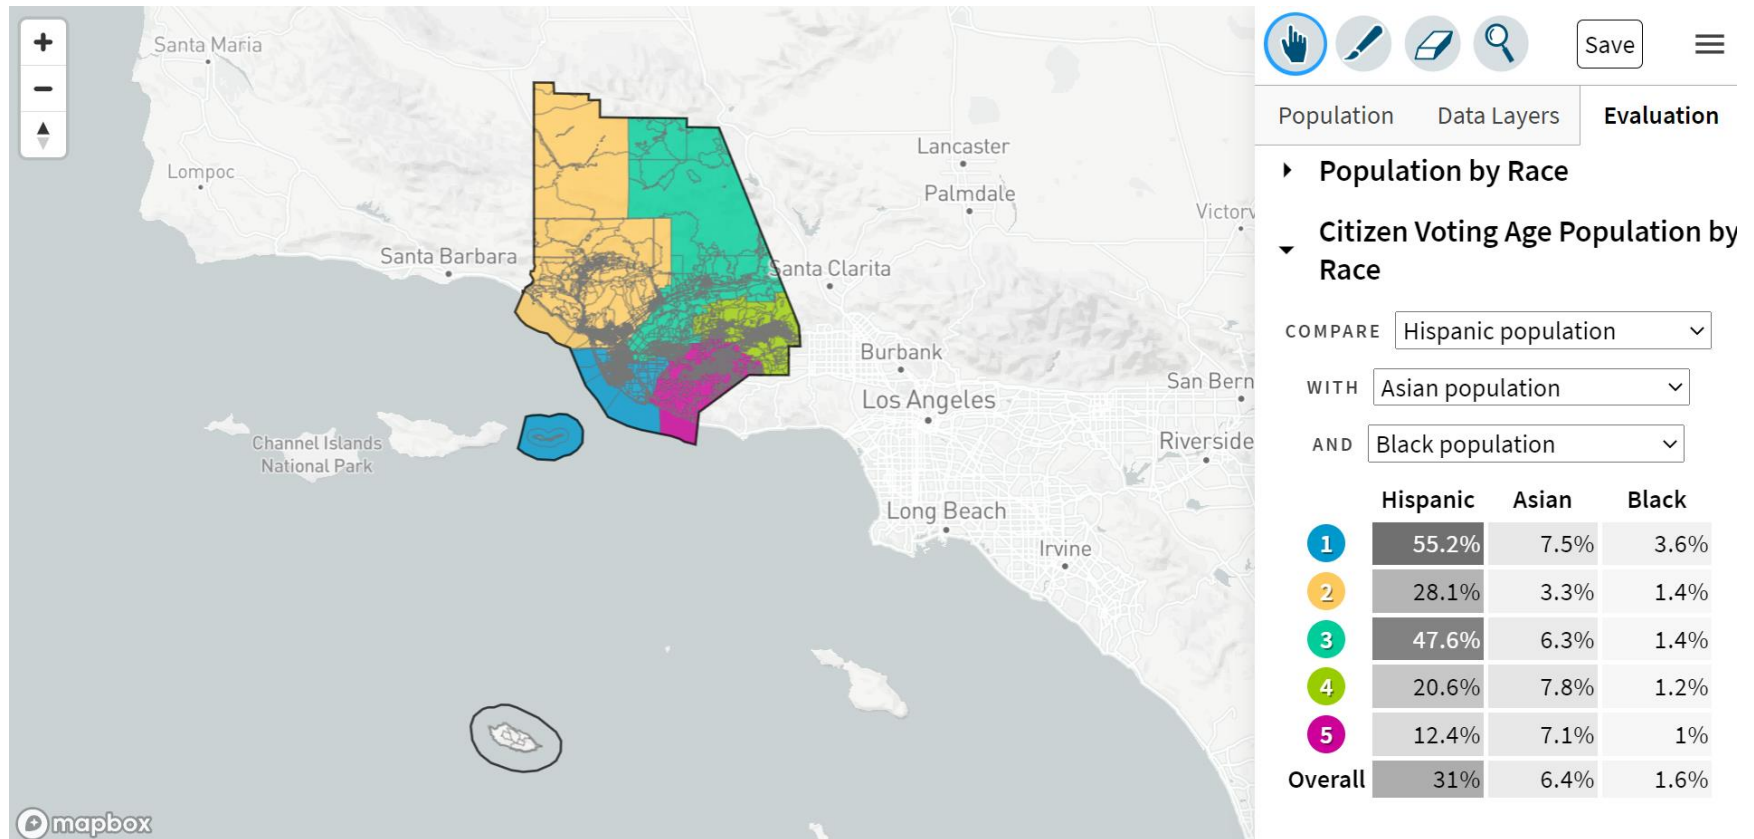 Santa Maria
Lompoc
Santa Barbara
Channel Islands
National Park
Lancaster
Palmdale
Santa Clarita
Burbank
Los Angeles
San Bern
Riverside
Long Beach
Irvine
mapbox
Save
Population Data Layers Evaluation
Population by Race
Citizen Voting Age Population by
Race
COMPARE Hispanic population
WITH Asian population
AND Black population
Hispanic Asian Black
1 55.2% 7.5% 3.6%
2 28.1% 3.3% 1.4%
3 47.6% 6.3% 1.4%
4 20.6% 7.8% 1.2%
5 12.4% 7.1% 1%
Overall 31% 6.4% 1.6%